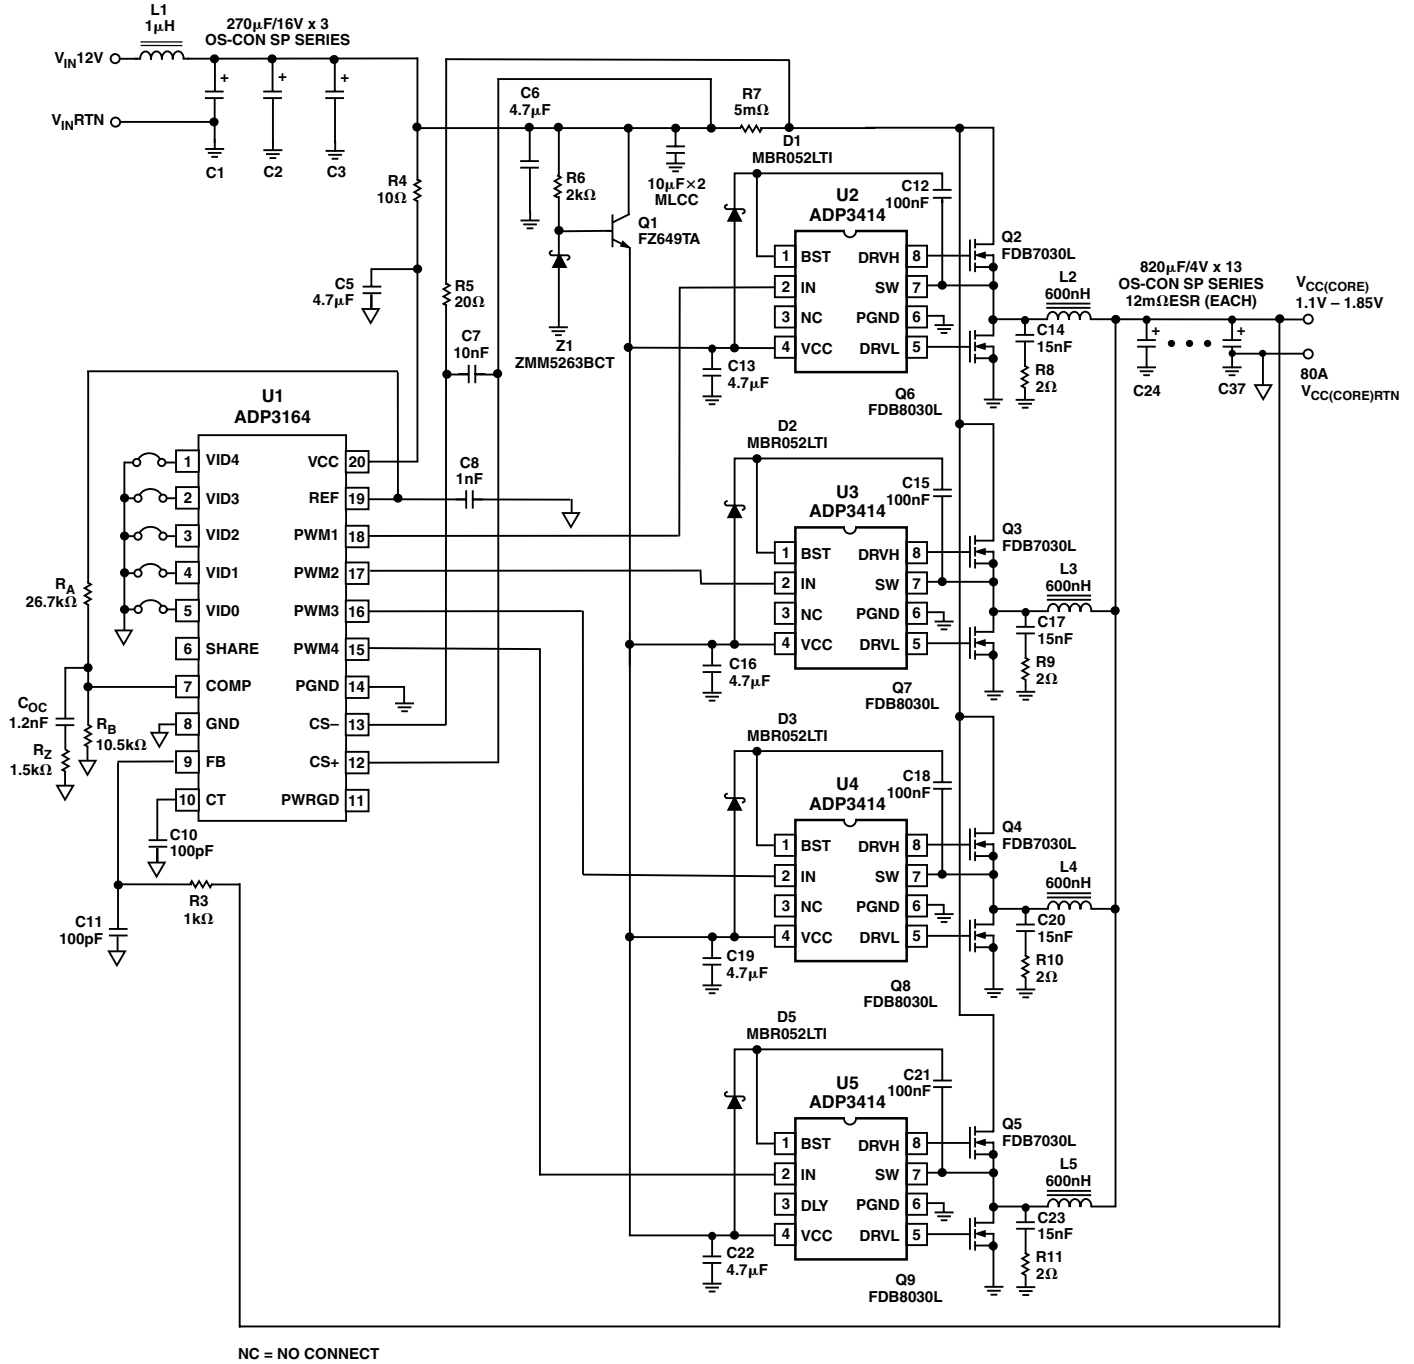 L1
1µH
270µF/16V x 3
OS-CON SP SERIES
VIN12V
VINRTN
+
+
+
C1
C2
C3
C6
4.7µF
R7
5mΩ
R4
10Ω
R6
2kΩ
10µF×2
MLCC
Q1
FZ649TA
C5
4.7µF
R5
20Ω
C7
10nF
Z1
ZMM5263BCT
D1
MBR052LTI
C12
100nF
U2
ADP3414
1 BST
2 IN
3 NC
4 VCC
DRVH 8
SW 7
PGND 6
DRVL 5
C13
4.7µF
Q2
FDB7030L
L2
600nH
C14
15nF
R8
2Ω
Q6
FDB8030L
820µF/4V x 13
OS-CON SP SERIES
12mΩESR (EACH)
+
+
C24
C37
VCC(CORE)
1.1V – 1.85V
80A
VCC(CORE)RTN
U1
ADP3164
1 VID4
2 VID3
3 VID2
4 VID1
5 VID0
6 SHARE
7 COMP
8 GND
9 FB
10 CT
VCC 20
REF 19
PWM1 18
PWM2 17
PWM3 16
PWM4 15
PGND 14
CS– 13
CS+ 12
PWRGD 11
C8
1nF
RA
26.7kΩ
COC
1.2nF
RZ
1.5kΩ
RB
10.5kΩ
C10
100pF
C11
100pF
R3
1kΩ
D2
MBR052LTI
C15
100nF
U3
ADP3414
1 BST
2 IN
3 NC
4 VCC
DRVH 8
SW 7
PGND 6
DRVL 5
C16
4.7µF
Q3
FDB7030L
L3
600nH
C17
15nF
R9
2Ω
Q7
FDB8030L
D3
MBR052LTI
C18
100nF
U4
ADP3414
1 BST
2 IN
3 NC
4 VCC
DRVH 8
SW 7
PGND 6
DRVL 5
C19
4.7µF
Q4
FDB7030L
L4
600nH
C20
15nF
R10
2Ω
Q8
FDB8030L
D5
MBR052LTI
C21
100nF
U5
ADP3414
1 BST
2 IN
3 DLY
4 VCC
DRVH 8
SW 7
PGND 6
DRVL 5
C22
4.7µF
Q5
FDB7030L
L5
600nH
C23
15nF
R11
2Ω
Q9
FDB8030L
NC = NO CONNECT